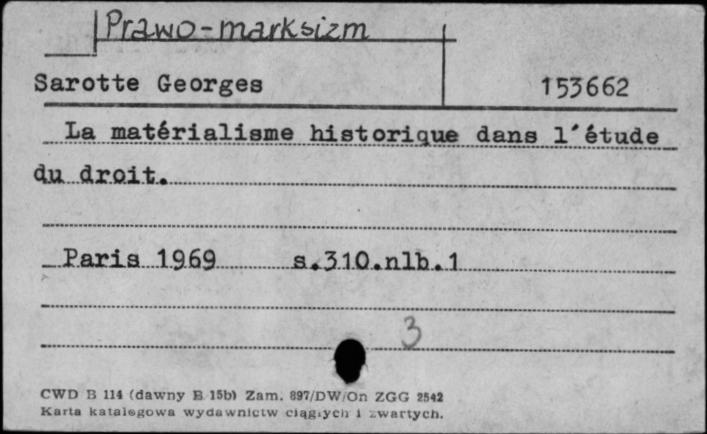 Prawo-marksizm
Sarotte Georges 153662
La matérialisme historique dans l'étude
du droit.
Paris 1969 s.310.nlb.1
3
CWD B 114 (dawny B 15b) Zam. 897/DW/On ZGG 2542
Karta katalogowa wydawnictw ciągłych i zwartych.